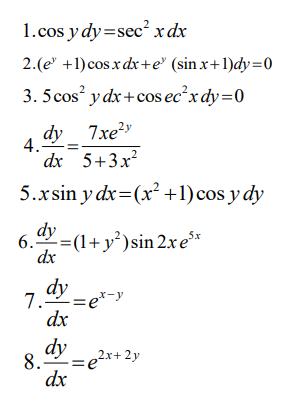 1.cos y dy=sec² x dx
2.(eʸ +1)cos x dx+eʸ (sin x+1)dy=0
3. 5cos² y dx+cos ec²x dy=0
4. dy/dx = 7xe²ʸ/5+3x²
5.x sin y dx=(x²+1)cos y dy
6. dy/dx =(1+y²)sin 2x e⁵ˣ
7. dy/dx =eˣ⁻ʸ
8. dy/dx =e²ˣ⁺²ʸ